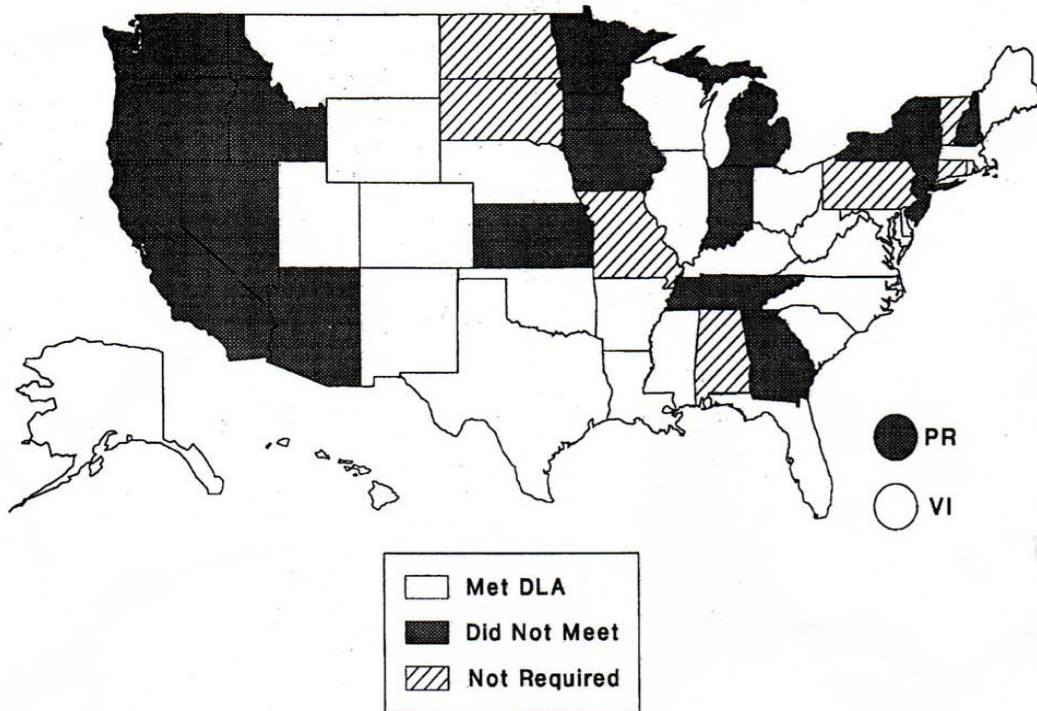 PR
VI
Met DLA
Did Not Meet
Not Required